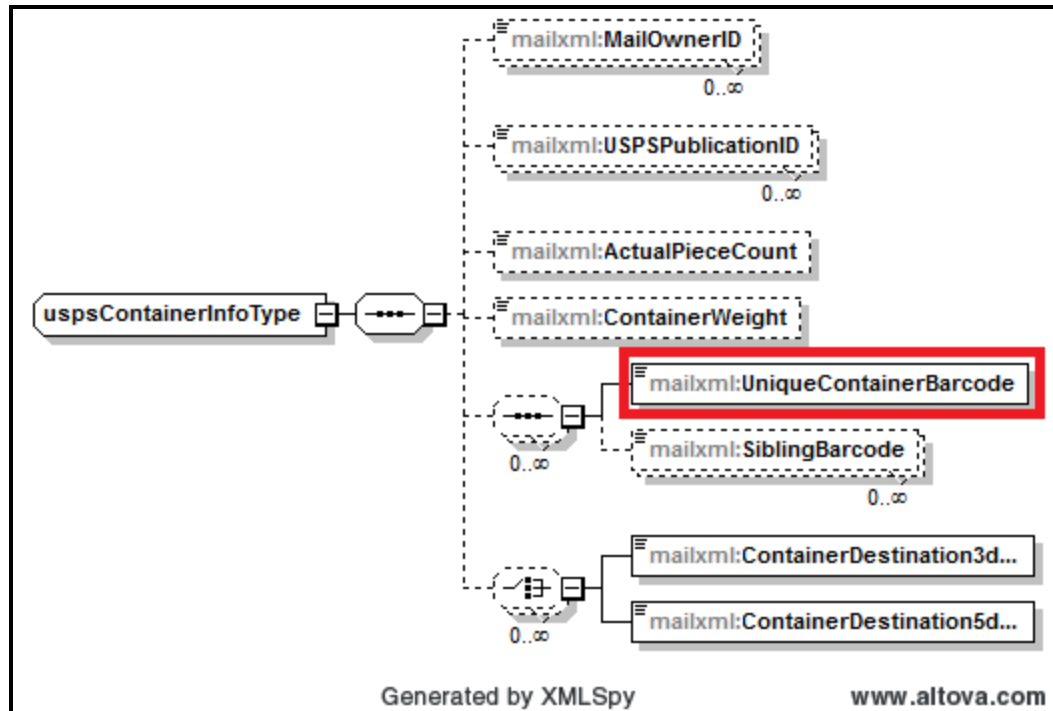 mailxml:MailOwnerID
0..∞
mailxml:USPSPublicationID
0..∞
mailxml:ActualPieceCount
uspsContainerInfoType
mailxml:ContainerWeight
mailxml:UniqueContainerBarcode
0..∞
mailxml:SiblingBarcode
0..∞
mailxml:ContainerDestination3d...
0..∞
mailxml:ContainerDestination5d...
Generated by XMLSpy
www.altova.com